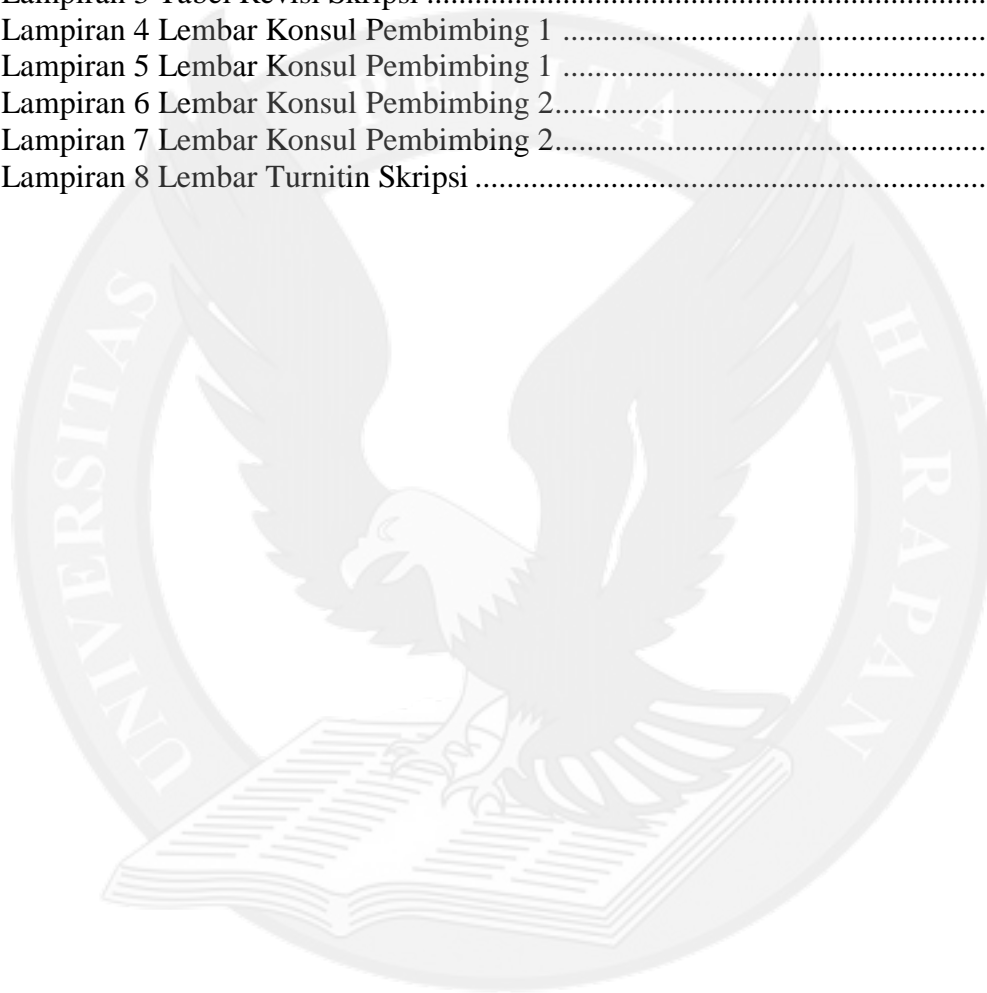 Lampiran 3 Tabel Revisi Skripsi ........................................................................
Lampiran 4 Lembar Konsul Pembimbing 1 ......................................................
Lampiran 5 Lembar Konsul Pembimbing 1 ......................................................
Lampiran 6 Lembar Konsul Pembimbing 2.......................................................
Lampiran 7 Lembar Konsul Pembimbing 2.......................................................
Lampiran 8 Lembar Turnitin Skripsi .................................................................
UNIVERSITAS PELITA HARAPAN